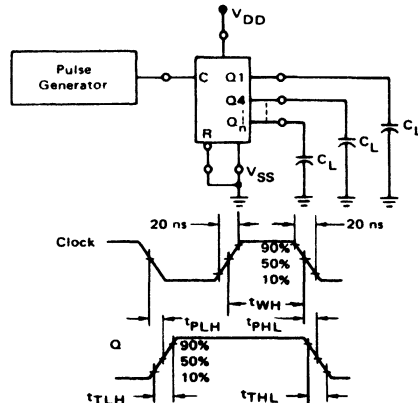 VDD
Pulse
Generator
C
Q1
Q4
Qn
R
VSS
CL
CL
CL
20 ns
20 ns
Clock
90%
50%
10%
tWH
tPLH
tPHL
Q
90%
50%
10%
tTLH
tTHL